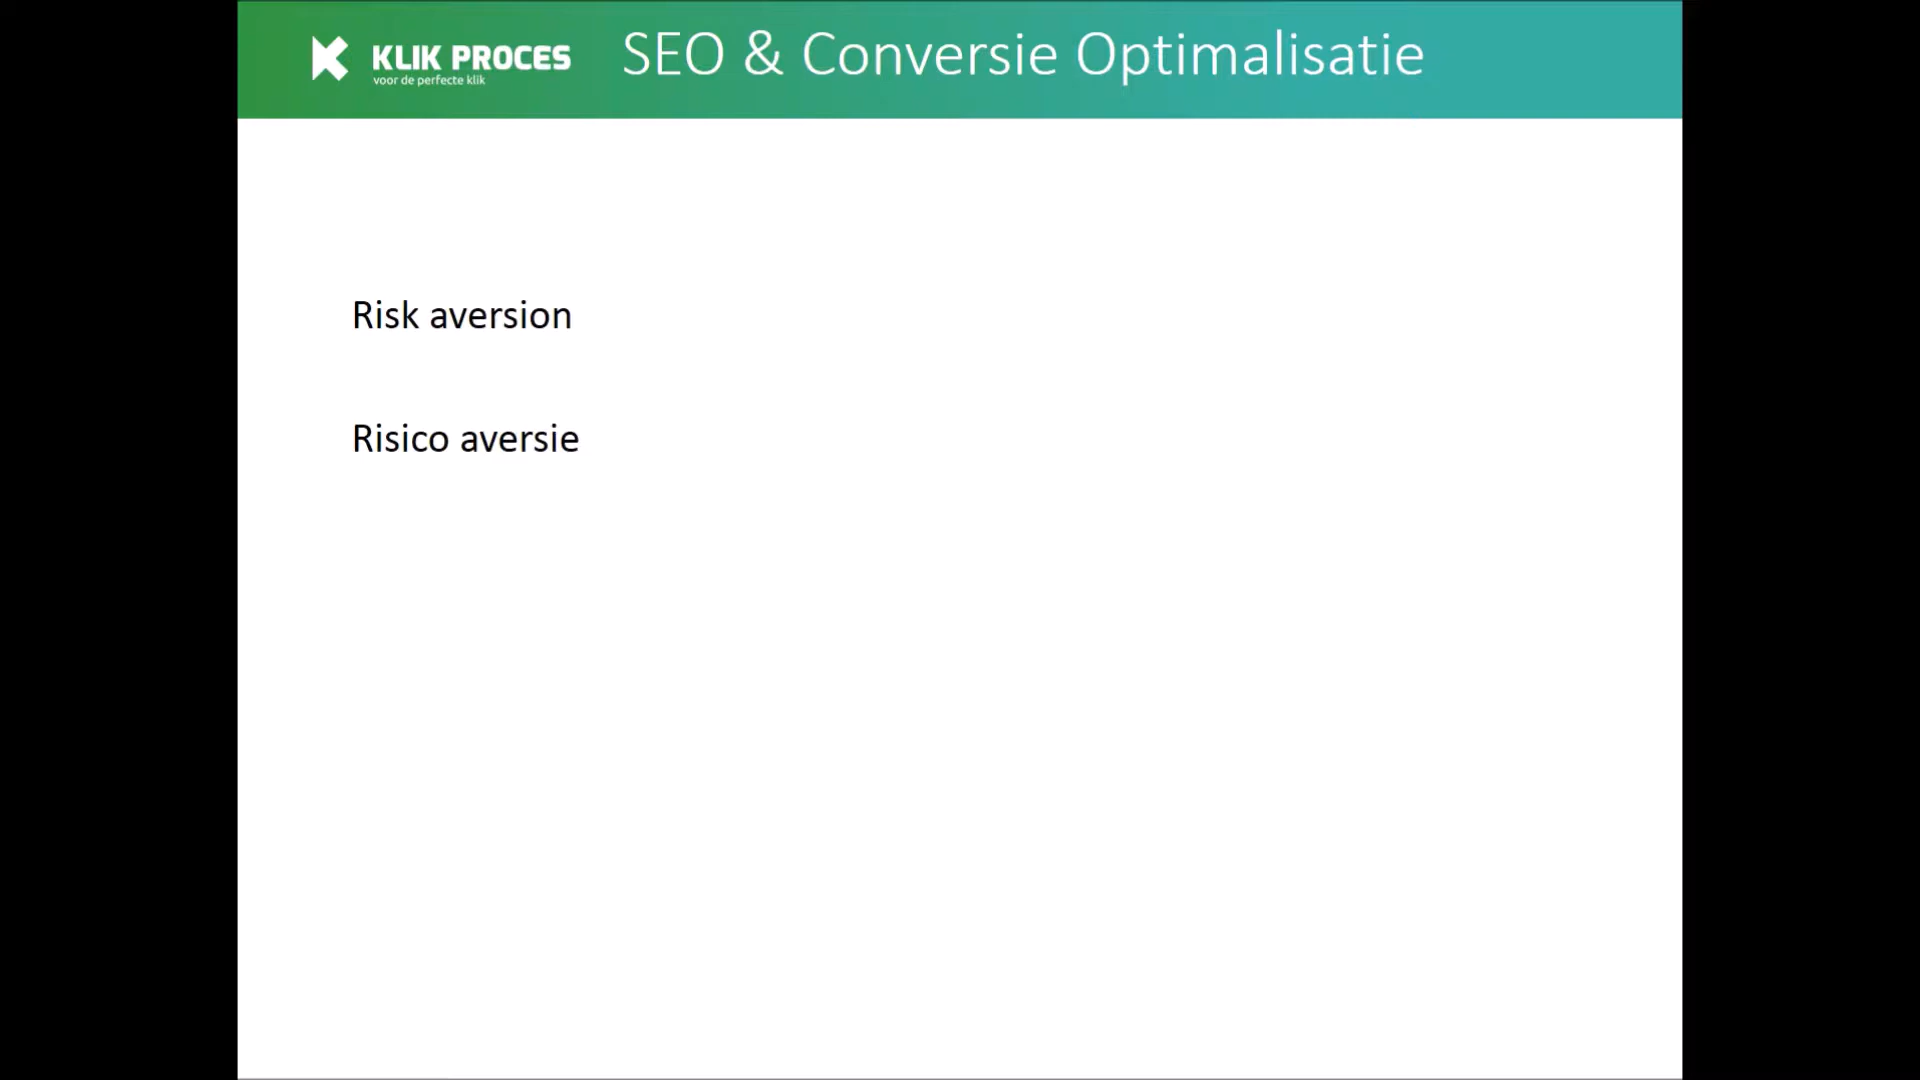 KLIK PROCES
voor de perfecte klik
SEO & Conversie Optimalisatie
Risk aversion
Risico aversie